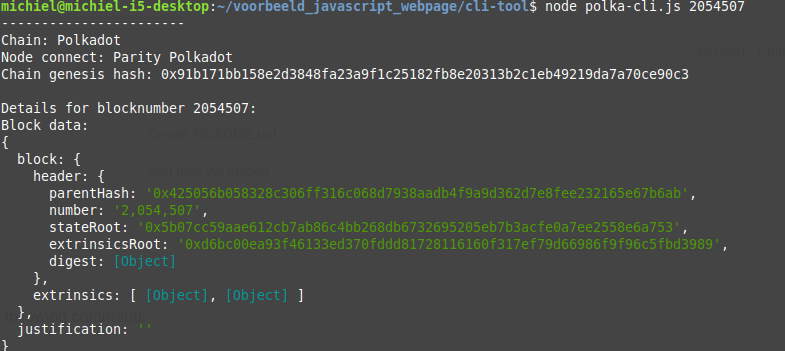 michiel@michiel-i5-desktop:~/voorbeeld_javascript_webpage/cli-tool$ node polka-cli.js 2054507
-----------------------
Chain: Polkadot
Node connect: Parity Polkadot
Chain genesis hash: 0x91b171bb158e2d3848fa23a9f1c25182fb8e20313b2c1eb49219da7a70ce90c3

Details for blocknumber 2054507:
Block data:
{
  block: {
    header: {
      parentHash: '0x425056b058328c306ff316c068d7938aadb4f9a9d362d7e8fee232165e67b6ab',
      number: '2,054,507',
      stateRoot: '0x5b07cc59aae612cb7ab86c4bb268db6732695205eb7b3acfe0a7ee2558e6a753',
      extrinsicsRoot: '0xd6bc00ea93f46133ed370fddd81728116160f317ef79d66986f9f96c5fbd3989',
      digest: [Object]
    },
    extrinsics: [ [Object], [Object] ]
  },
  justification: ''
}